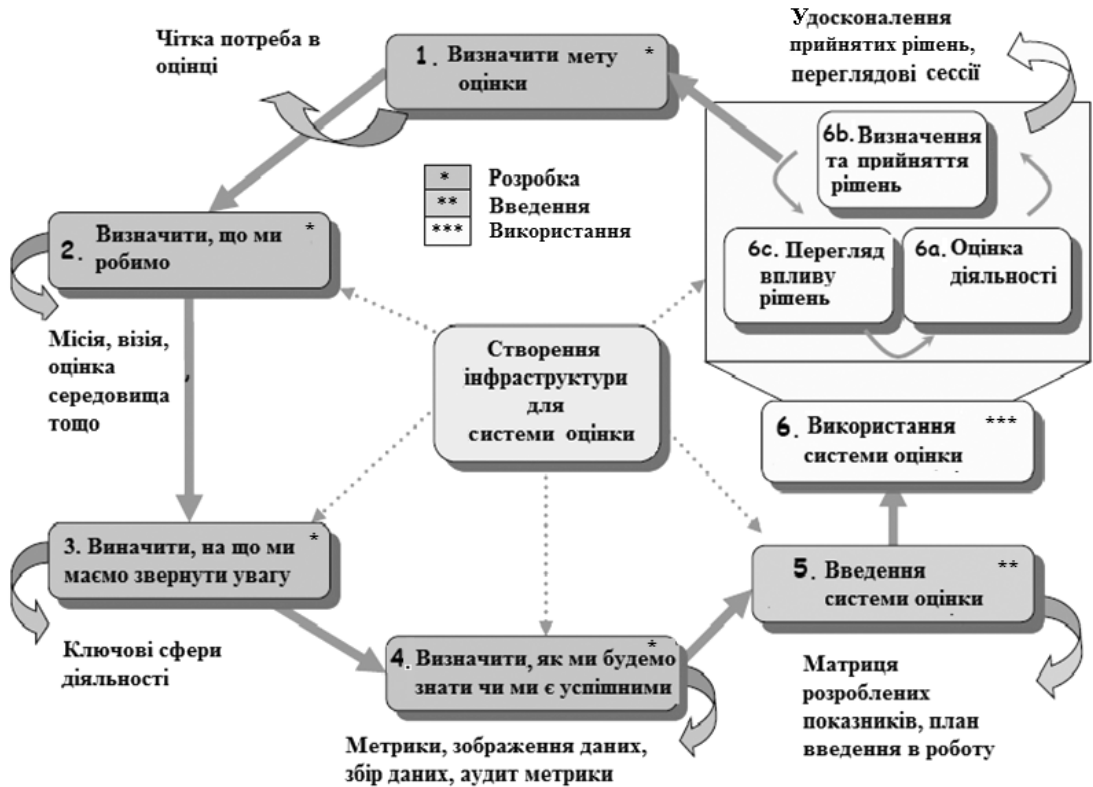 Чітка потреба в
оцінці
1. Визначити мету *
оцінки
Удосконалення
прийнятих рішень,
переглядові сессії
6b. Визначення
та прийняття
рішень
6c. Перегляд
впливу
рішень
6a. Оцінка
діяльності
* Розробка
** Введення
*** Використання
2. Визначити, що ми *
робимо
Місія, візія,
оцінка
середовища
тощо
,
Створення
інфраструктури
для
системи оцінки
6. Використання ***
системи оцінки
3. Виначити, на що ми *
маємо звернути увагу
Ключові сфери
діяльності
4. Визначити, як ми будемо *
знати чи ми є успішними
Метрики, зображення даних,
збір даних, аудит метрики
5. Введення **
системи оцінки
Матриця
розроблених
показників, план
введення в роботу